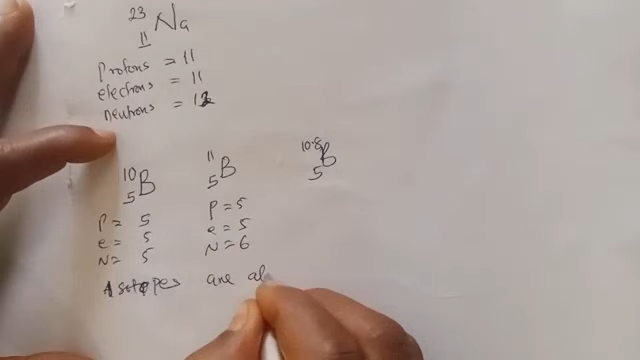 23
11 Na
protons = 11
electrons = 11
neutrons = 12
10
5 B
11
5 B
10.8
5 B
P = 5
e = 5
N = 5
P = 5
e = 5
N = 6
Isotopes are al